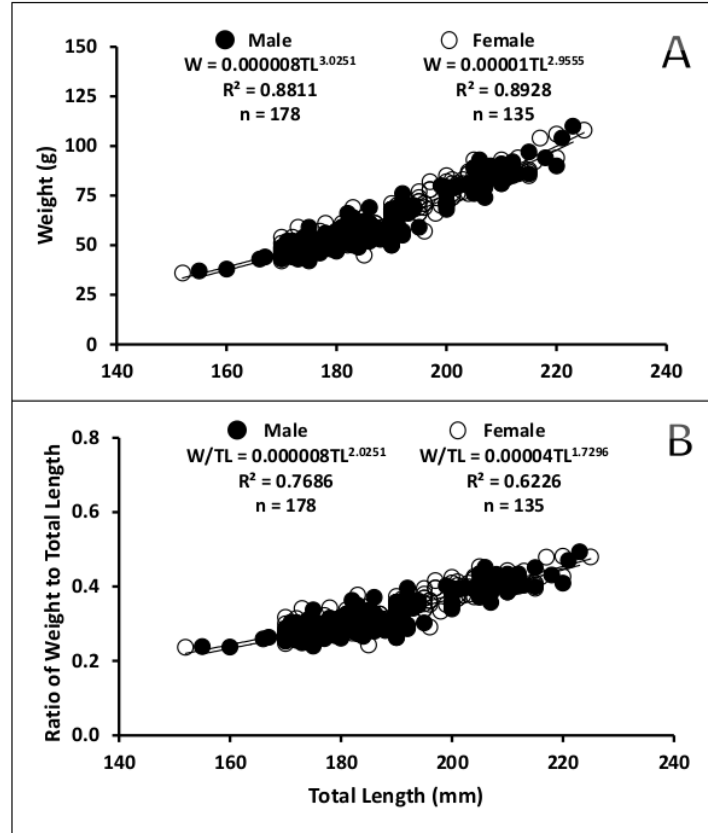 A
Male Female
W = 0.000008TL^3.0251 W = 0.00001TL^2.9555
R² = 0.8811 R² = 0.8928
n = 178 n = 135
Weight (g)
150
125
100
75
50
25
0
140 160 180 200 220 240
B
Male Female
W/TL = 0.000008TL^2.0251 W/TL = 0.00004TL^1.7296
R² = 0.7686 R² = 0.6226
n = 178 n = 135
Ratio of Weight to Total Length
0.8
0.6
0.4
0.2
0.0
140 160 180 200 220 240
Total Length (mm)